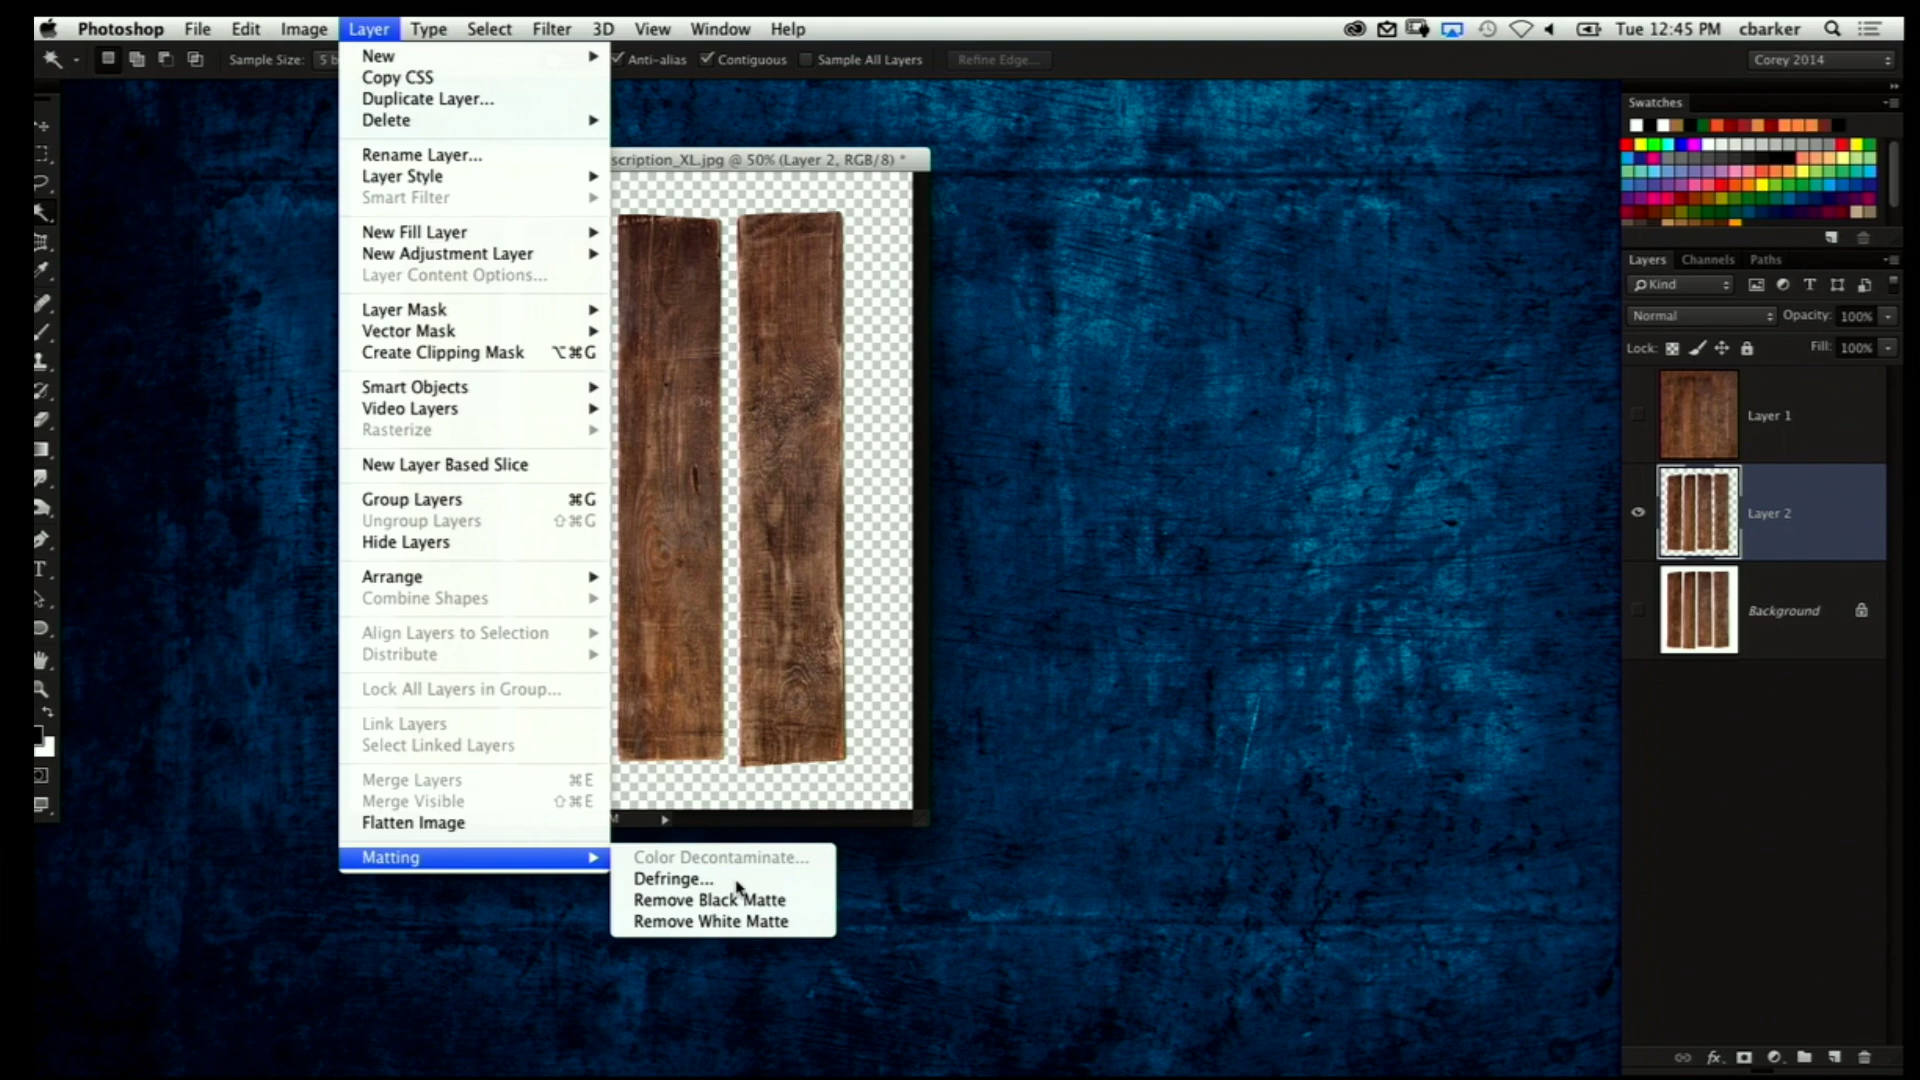 Photoshop File Edit Image Layer Type Select Filter 3D View Window Help Tue 12:45 PM cbarker
Sample Size: 5 b Anti-alias Contiguous Sample All Layers Refine Edge... Corey 2014
New
Copy CSS
Duplicate Layer...
Delete
Rename Layer...
Layer Style
Smart Filter
New Fill Layer
New Adjustment Layer
Layer Content Options...
Layer Mask
Vector Mask
Create Clipping Mask ⌥⌘G
Smart Objects
Video Layers
Rasterize
New Layer Based Slice
Group Layers ⌘G
Ungroup Layers ⇧⌘G
Hide Layers
Arrange
Combine Shapes
Align Layers to Selection
Distribute
Lock All Layers in Group...
Link Layers
Select Linked Layers
Merge Layers ⌘E
Merge Visible ⇧⌘E
Flatten Image
Matting
Color Decontaminate...
Defringe...
Remove Black Matte
Remove White Matte
scription_XL.jpg @ 50% (Layer 2, RGB/8) *
Swatches
Layers Channels Paths
Kind
Normal Opacity: 100%
Lock: Fill: 100%
Layer 1
Layer 2
Background